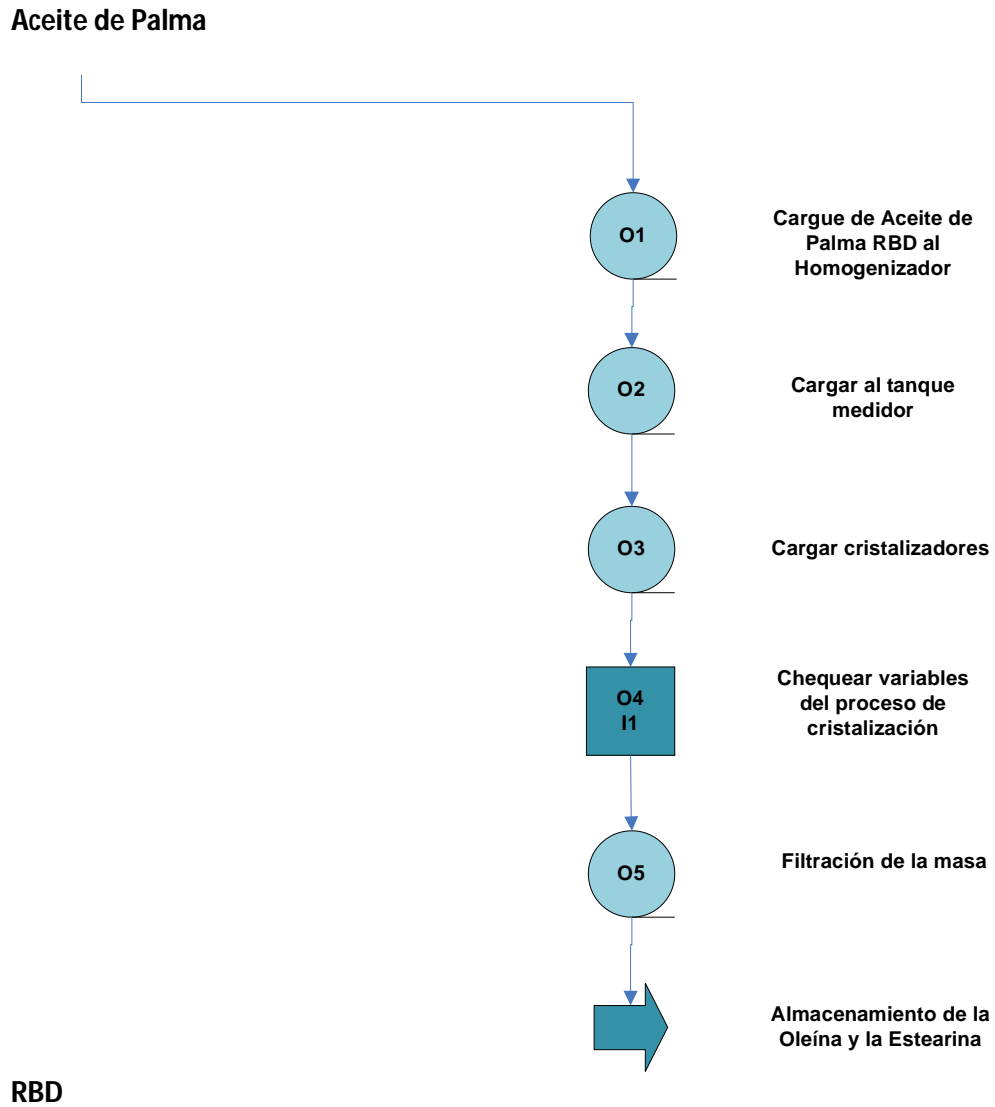 Aceite de Palma
O1
Cargue de Aceite de
Palma RBD al
Homogenizador
O2
Cargar al tanque
medidor
O3
Cargar cristalizadores
O4
I1
Chequear variables
del proceso de
cristalización
O5
Filtración de la masa
Almacenamiento de la
Oleína y la Estearina
RBD